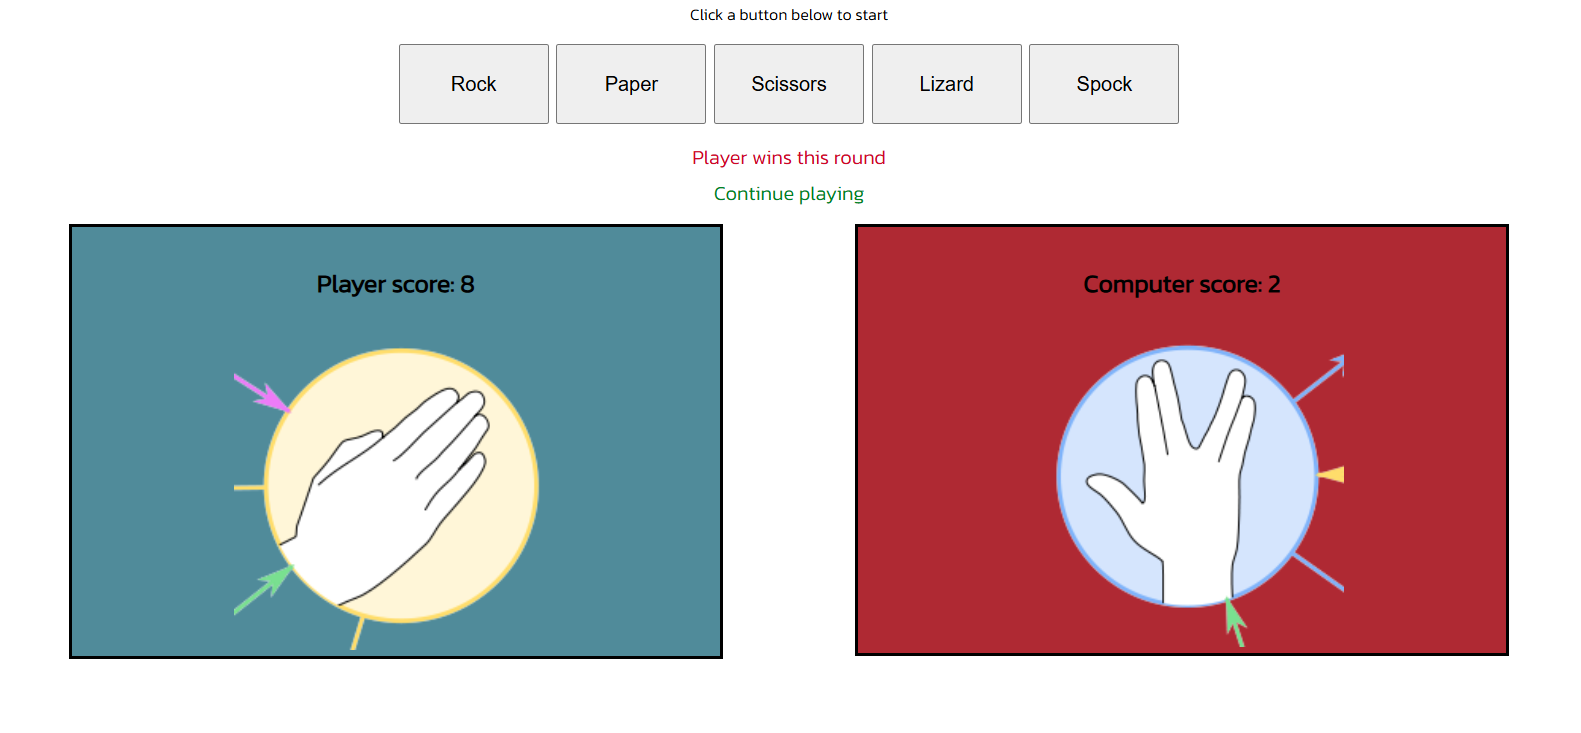 Click a button below to start
Rock Paper Scissors Lizard Spock
Player wins this round
Continue playing
Player score: 8
Computer score: 2